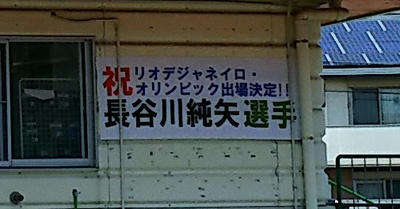 祝リオデジャネイロ・
オリンピック出場決定!!
長谷川純矢選手